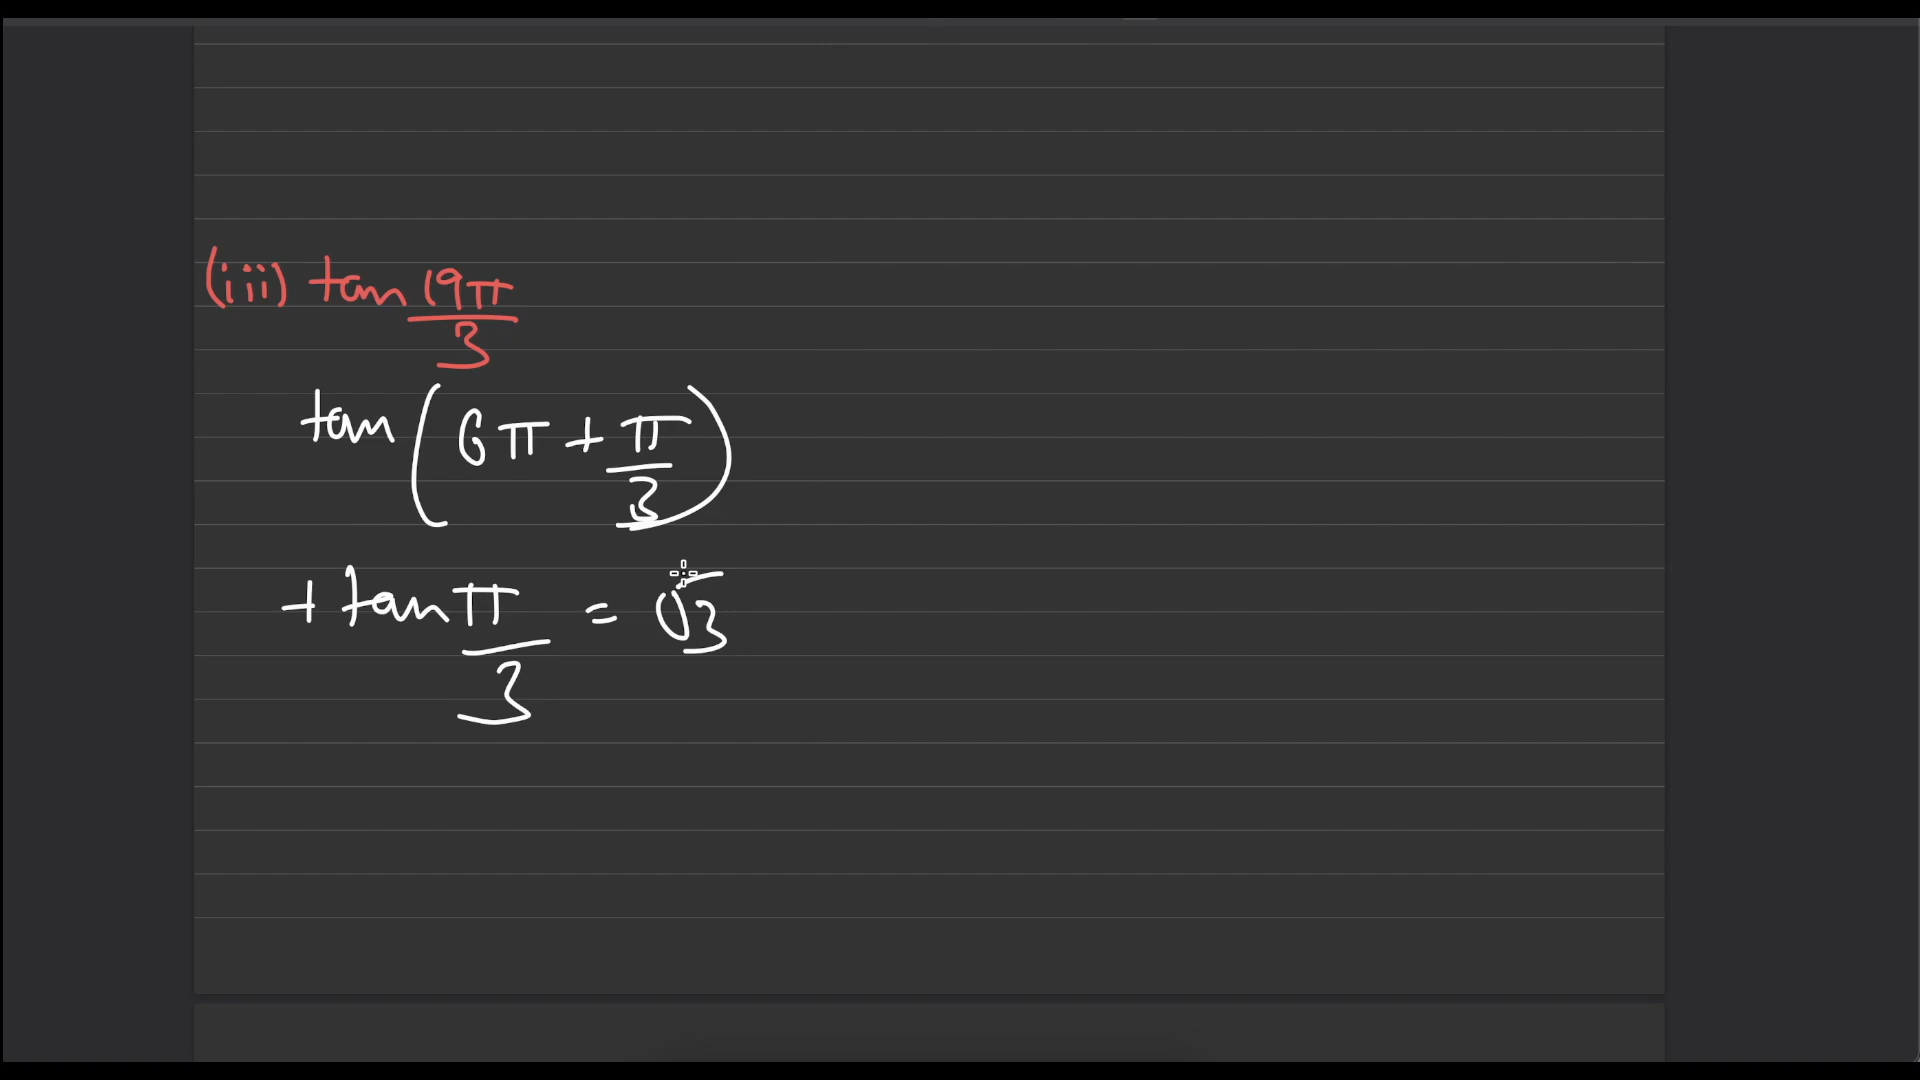 (iii) tan 19π/3
tan (6π + π/3)
+ tan π/3 = √3